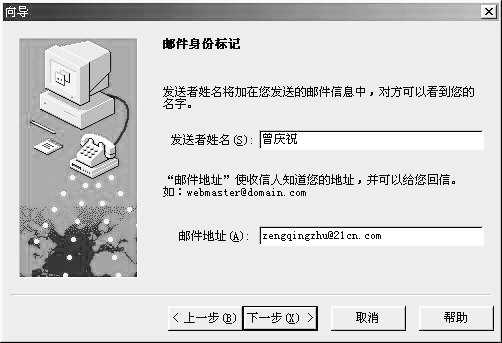 向导
邮件身份标记
发送者姓名将加在您发送的邮件信息中，对方可以看到您的
名字。
发送者姓名(S)：曾庆祝
“邮件地址”使收信人知道您的地址，并可以给您回信。
如：webmaster@domain.com
邮件地址(A)：zengqingzhu@21cn.com
< 上一步(B) 下一步(X) > 取消 帮助